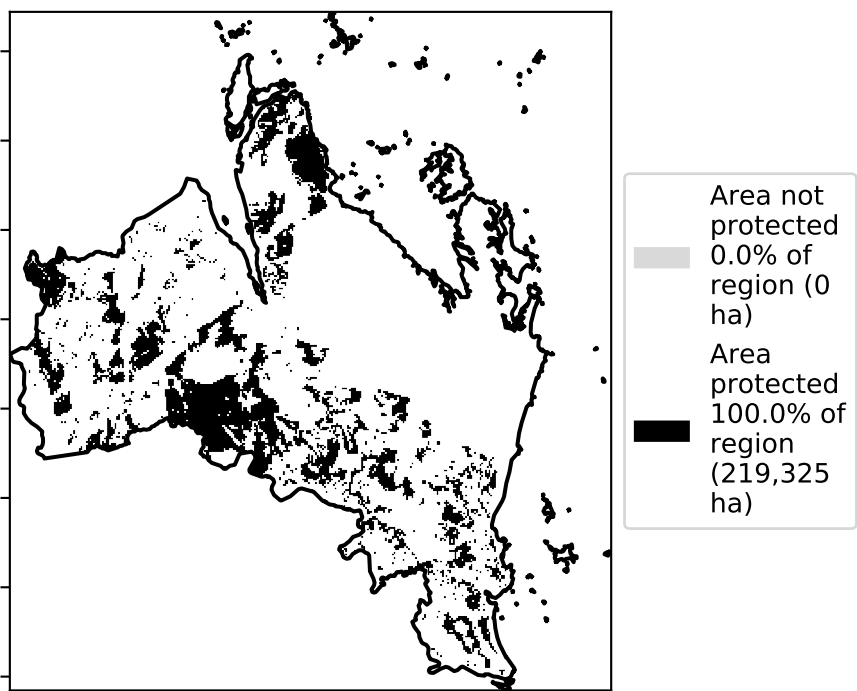 Area not
protected
0.0% of
region (0
ha)
Area
protected
100.0% of
region
(219,325
ha)